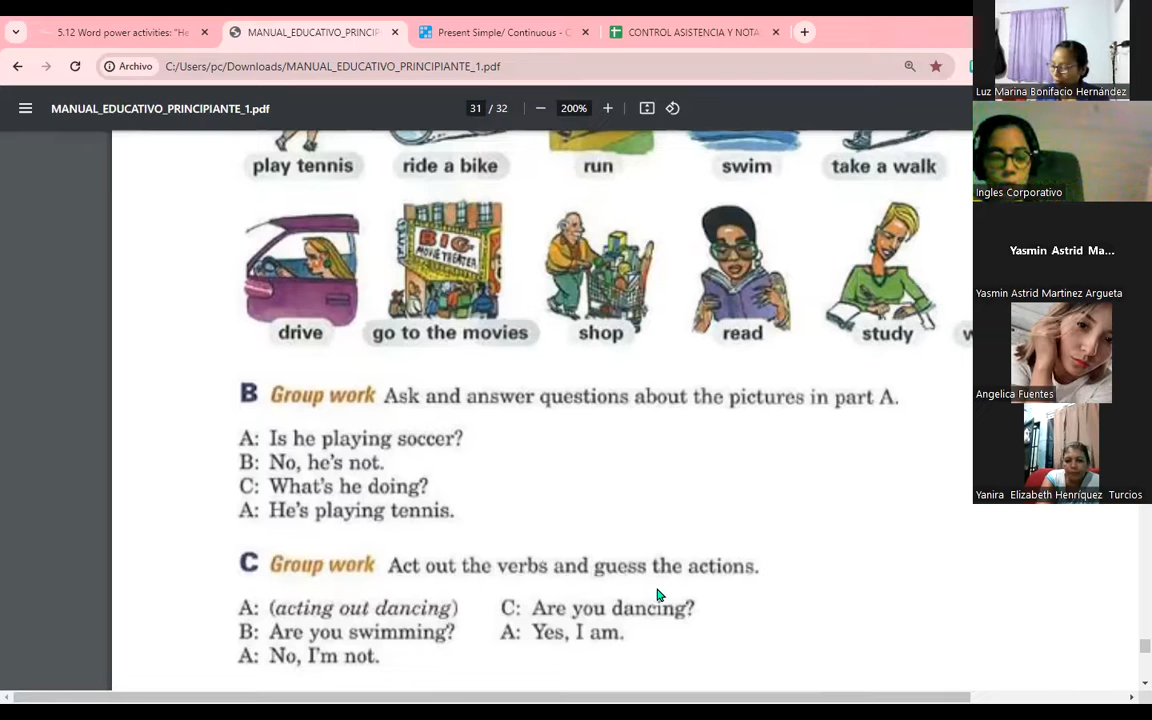 5.12 Word power activities: "He
MANUAL_EDUCATIVO_PRINCIP
Present Simple/ Continuous - C
CONTROL ASISTENCIA Y NOTA
Archivo
C:/Users/pc/Downloads/MANUAL_EDUCATIVO_PRINCIPIANTE_1.pdf
MANUAL_EDUCATIVO_PRINCIPIANTE_1.pdf
31 / 32
200%
play tennis
ride a bike
run
swim
take a walk
BIG
MOVIE THEATER
drive
go to the movies
shop
read
study
B Group work Ask and answer questions about the pictures in part A.
A: Is he playing soccer?
B: No, he's not.
C: What's he doing?
A: He's playing tennis.
C Group work Act out the verbs and guess the actions.
A: (acting out dancing)
B: Are you swimming?
A: No, I'm not.
C: Are you dancing?
A: Yes, I am.
Luz Marina Bonifacio Hernández
Ingles Corporativo
Yasmin Astrid Ma...
Yasmin Astrid Martinez Argueta
Angelica Fuentes
Yanira Elizabeth Henríquez Turcios